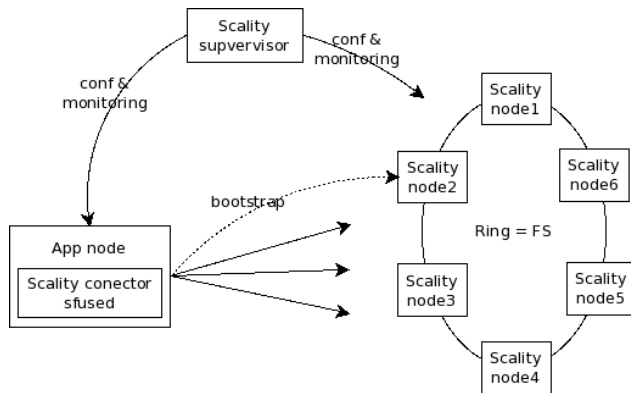 Scality
supvervisor
conf &
monitoring
conf &
monitoring
Scality
node1
Scality
node2
Scality
node6
bootstrap
Ring = FS
App node
Scality conector
sfused
Scality
node3
Scality
node5
Scality
node4